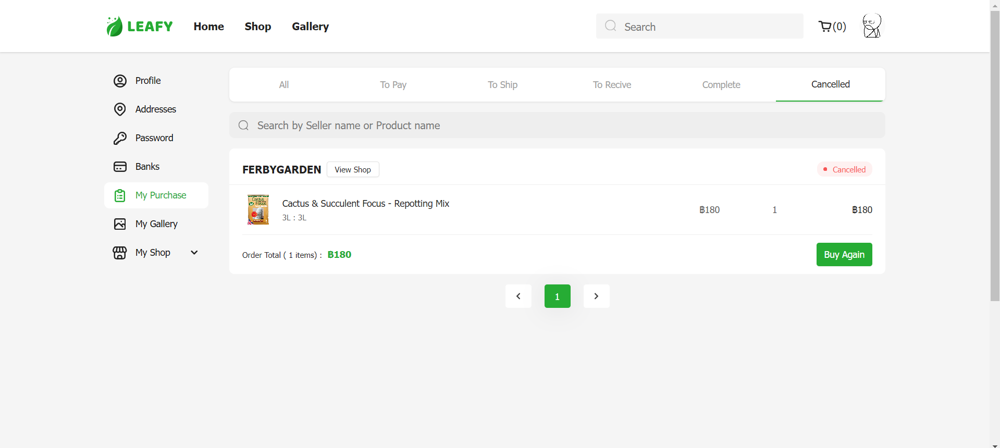 LEAFY
Home
Shop
Gallery
Search
(0)
Profile
Addresses
Password
Banks
My Purchase
My Gallery
My Shop
All
To Pay
To Ship
To Recive
Complete
Cancelled
Search by Seller name or Product name
FERBYGARDEN
View Shop
Cancelled
Cactus
Focus
Cactus & Succulent Focus - Repotting Mix
3L : 3L
฿180
1
฿180
Order Total ( 1 items) : ฿180
Buy Again
1